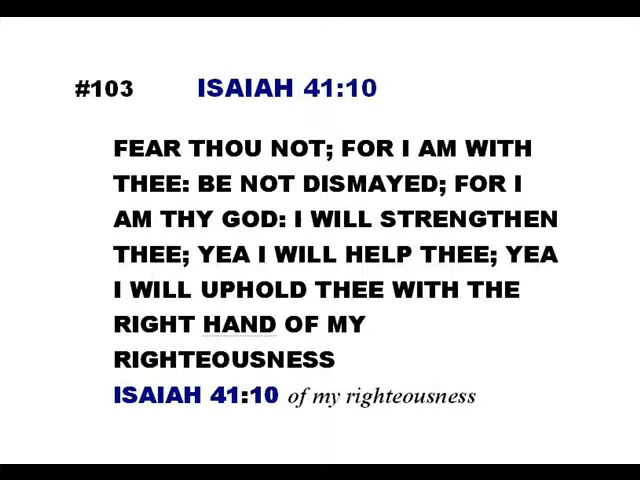 #103 ISAIAH 41:10
FEAR THOU NOT; FOR I AM WITH
THEE: BE NOT DISMAYED; FOR I
AM THY GOD: I WILL STRENGTHEN
THEE; YEA I WILL HELP THEE; YEA
I WILL UPHOLD THEE WITH THE
RIGHT HAND OF MY
RIGHTEOUSNESS
ISAIAH 41:10 of my righteousness